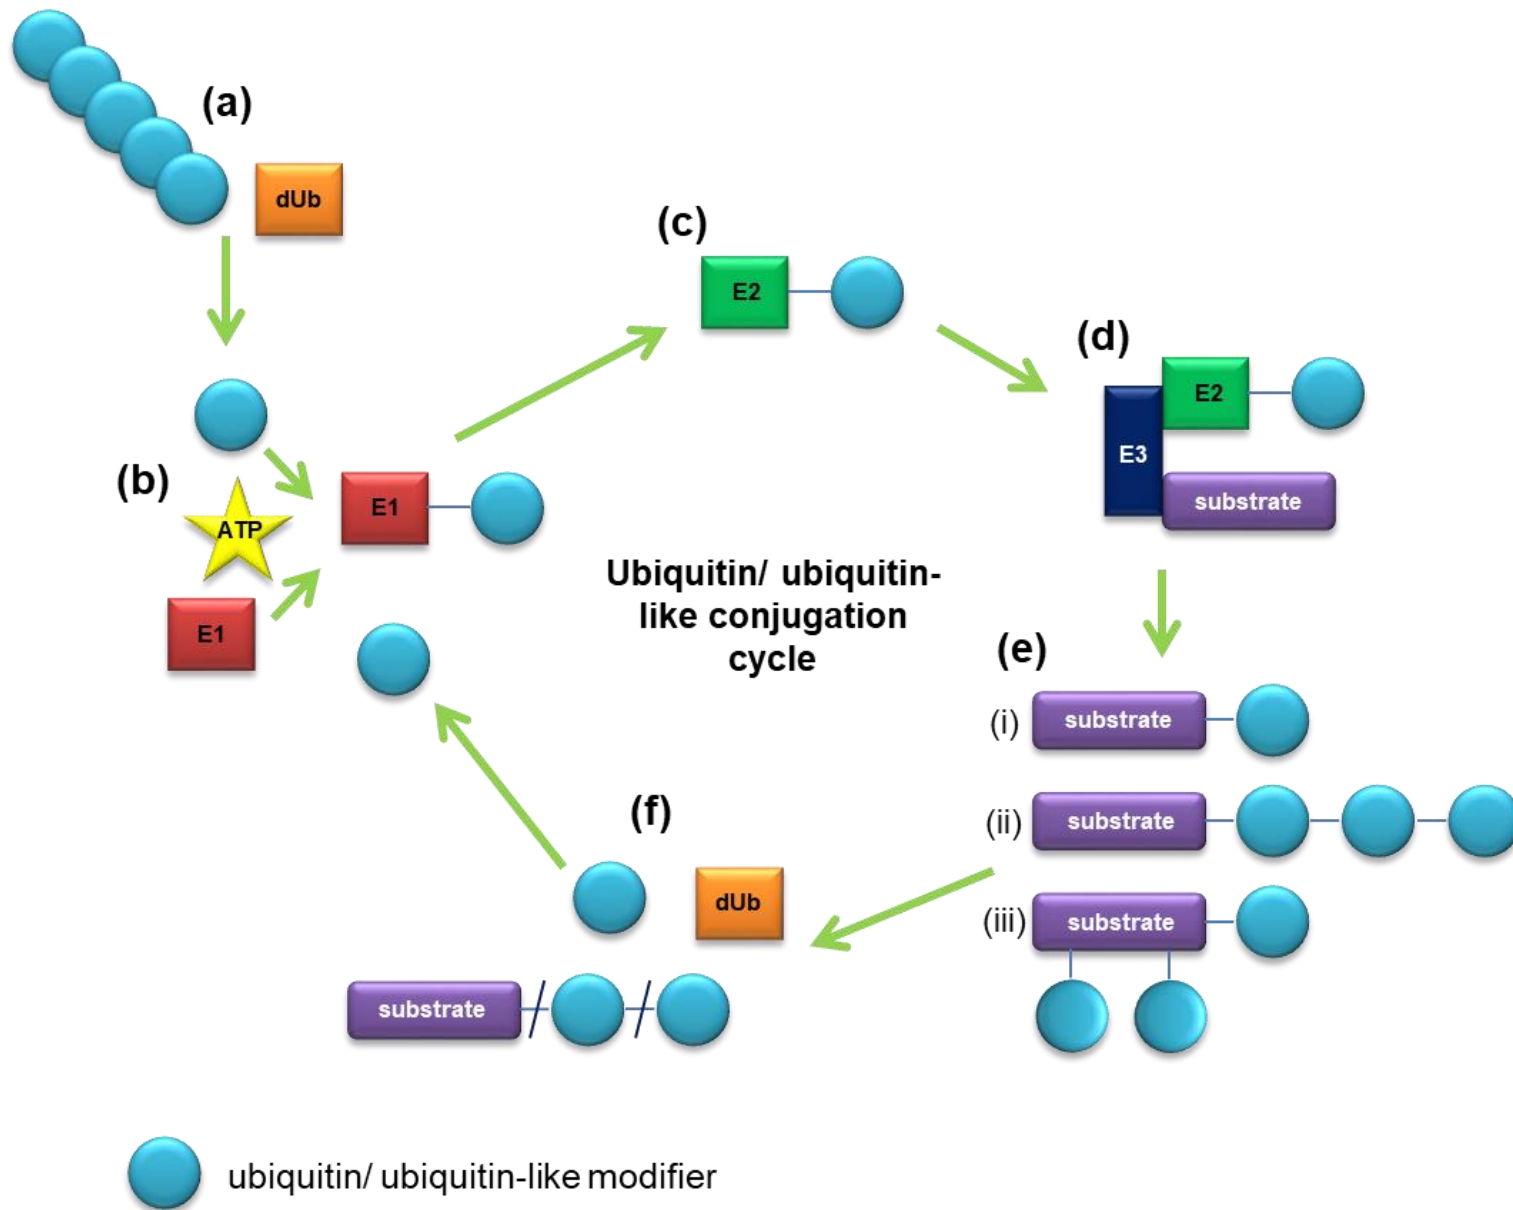 (a)
dUb
(c)
E2
(d)
E2
E3
substrate
(b)
ATP
E1
E1
Ubiquitin/ ubiquitin-
like conjugation
cycle
(e)
(i) substrate
(ii) substrate
(iii) substrate
(f)
dUb
substrate
ubiquitin/ ubiquitin-like modifier